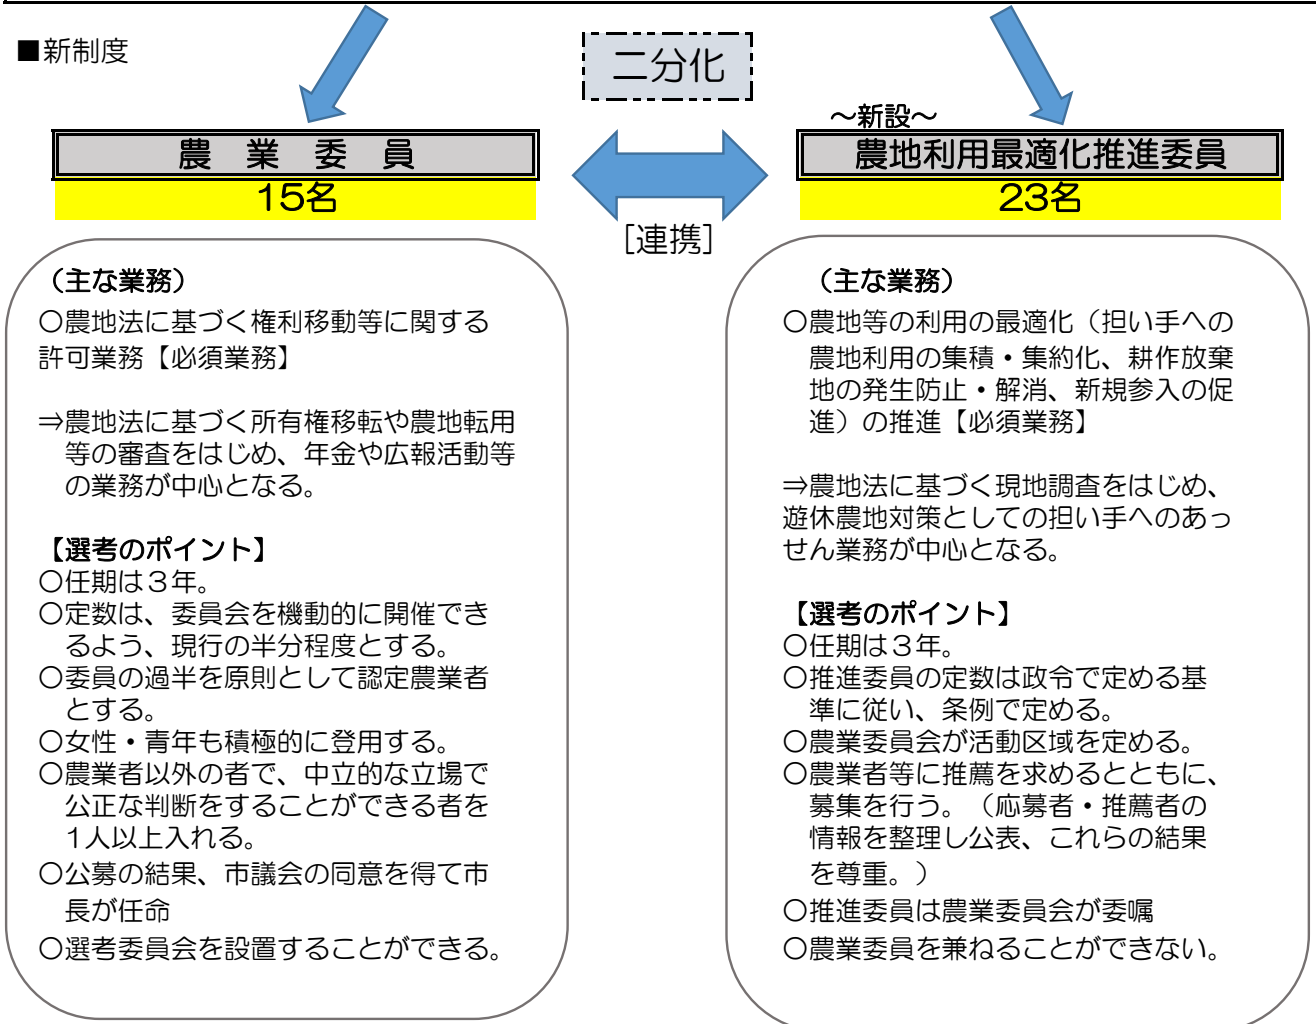 ■新制度
二分化
～新設～
農業委員
15名
[連携]
農地利用最適化推進委員
23名
（主な業務）
〇農地法に基づく権利移動等に関する
許可業務【必須業務】
⇒農地法に基づく所有権移転や農地転用
等の審査をはじめ、年金や広報活動等
の業務が中心となる。
【選考のポイント】
〇任期は３年。
〇定数は、委員会を機動的に開催でき
るよう、現行の半分程度とする。
〇委員の過半を原則として認定農業者
とする。
〇女性・青年も積極的に登用する。
〇農業者以外の者で、中立的な立場で
公正な判断をすることができる者を
1人以上入れる。
〇公募の結果、市議会の同意を得て市
長が任命
〇選考委員会を設置することができる。
（主な業務）
〇農地等の利用の最適化（担い手への
農地利用の集積・集約化、耕作放棄
地の発生防止・解消、新規参入の促
進）の推進【必須業務】
⇒農地法に基づく現地調査をはじめ、
遊休農地対策としての担い手へのあっ
せん業務が中心となる。
【選考のポイント】
〇任期は３年。
〇推進委員の定数は政令で定める基
準に従い、条例で定める。
〇農業委員会が活動区域を定める。
〇農業者等に推薦を求めるとともに、
募集を行う。（応募者・推薦者の
情報を整理し公表、これらの結果
を尊重。）
〇推進委員は農業委員会が委嘱
〇農業委員を兼ねることができない。